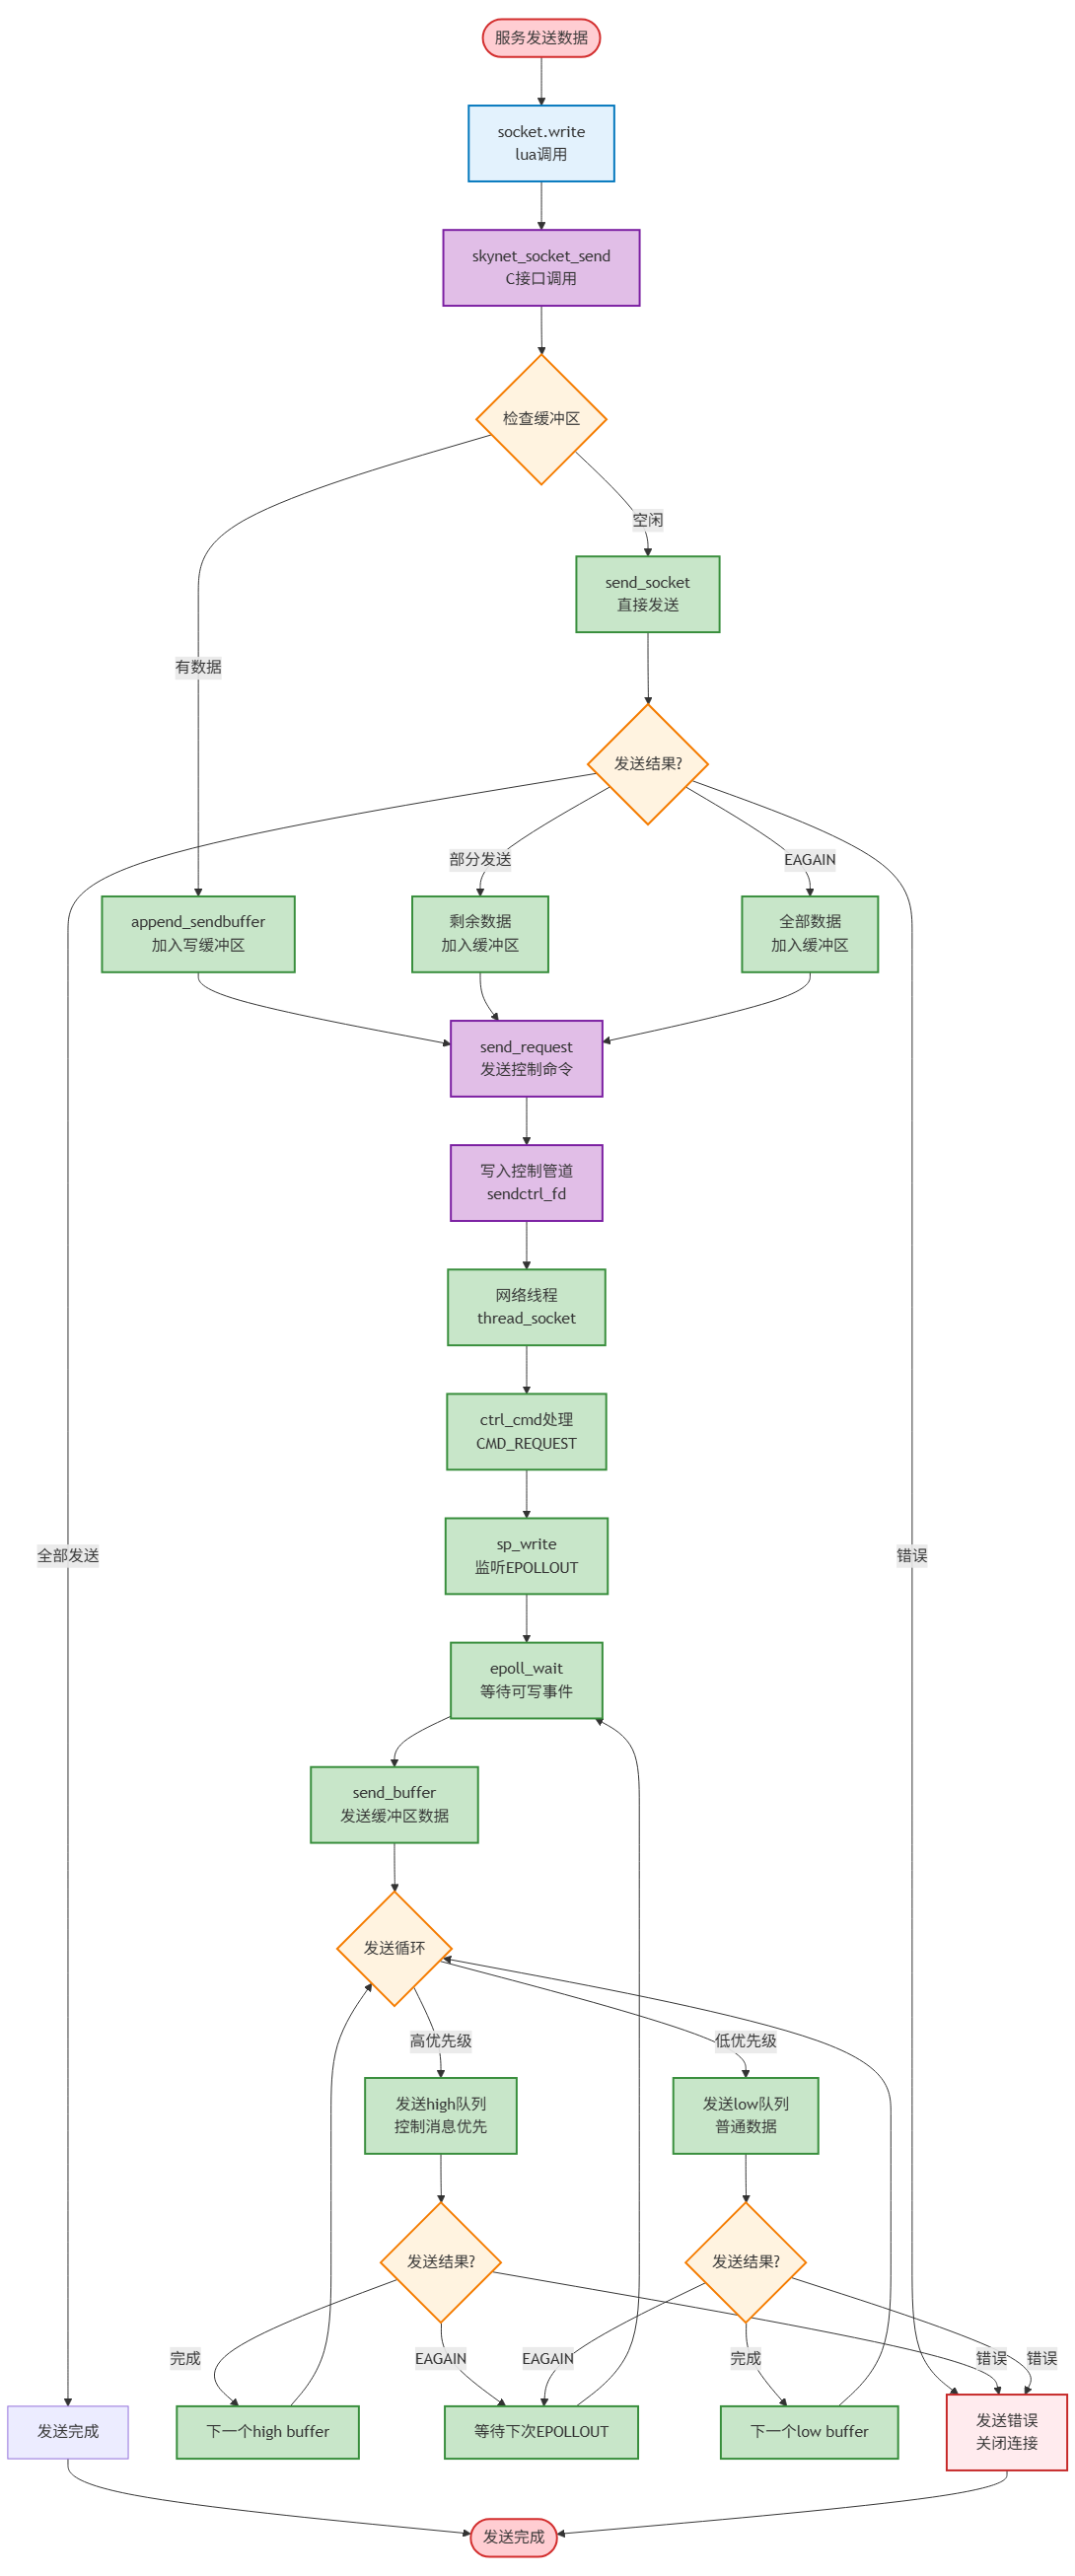 服务发送数据
socket.write
lua调用
skynet_socket_send
C接口调用
检查缓冲区
空闲
send_socket
直接发送
有数据
发送结果?
部分发送
EAGAIN
append_sendbuffer
加入写缓冲区
剩余数据
加入缓冲区
全部数据
加入缓冲区
send_request
发送控制命令
写入控制管道
sendctrl_fd
网络线程
thread_socket
ctrl_cmd处理
CMD_REQUEST
sp_write
监听EPOLLOUT
全部发送
错误
epoll_wait
等待可写事件
send_buffer
发送缓冲区数据
发送循环
高优先级
低优先级
发送high队列
控制消息优先
发送low队列
普通数据
发送结果?
发送结果?
完成
EAGAIN
EAGAIN
完成
错误
错误
发送完成
下一个high buffer
等待下次EPOLLOUT
下一个low buffer
发送错误
关闭连接
发送完成